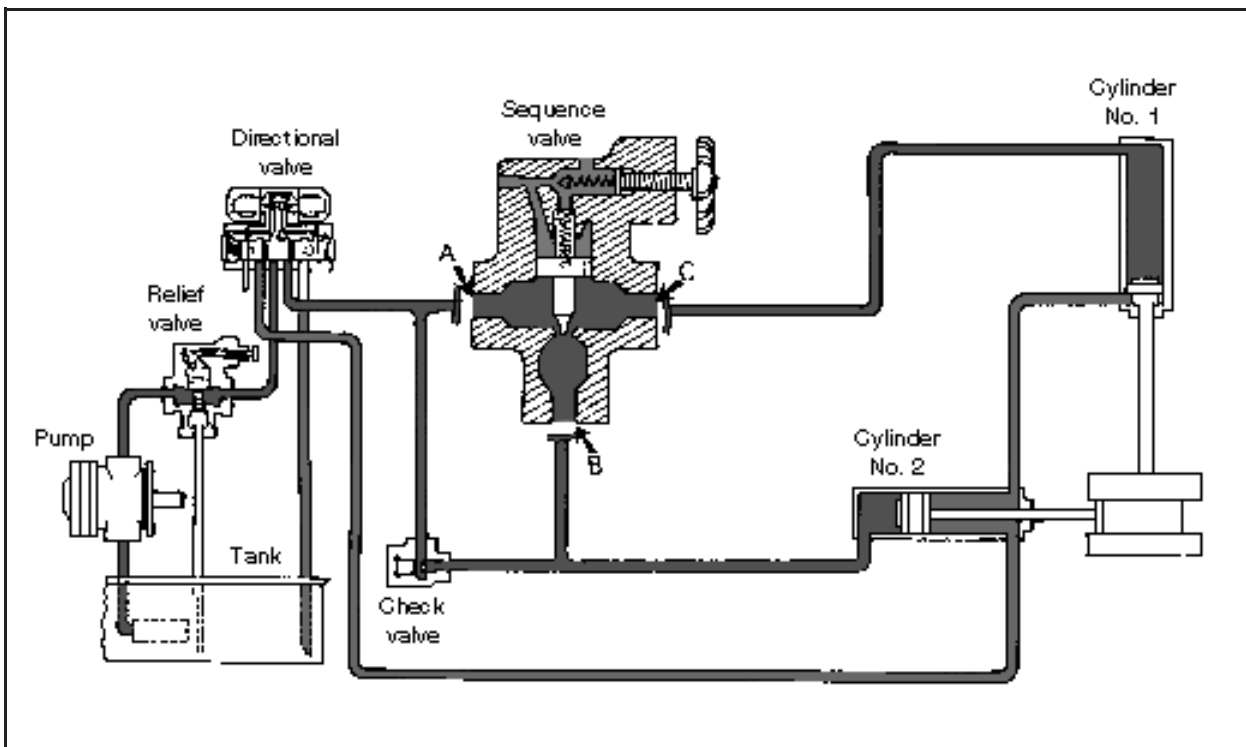 Cylinder
No. 1
Sequence
valve
Directional
valve
A
C
Relief
valve
B
Pump
Cylinder
No. 2
Tank
Check
valve